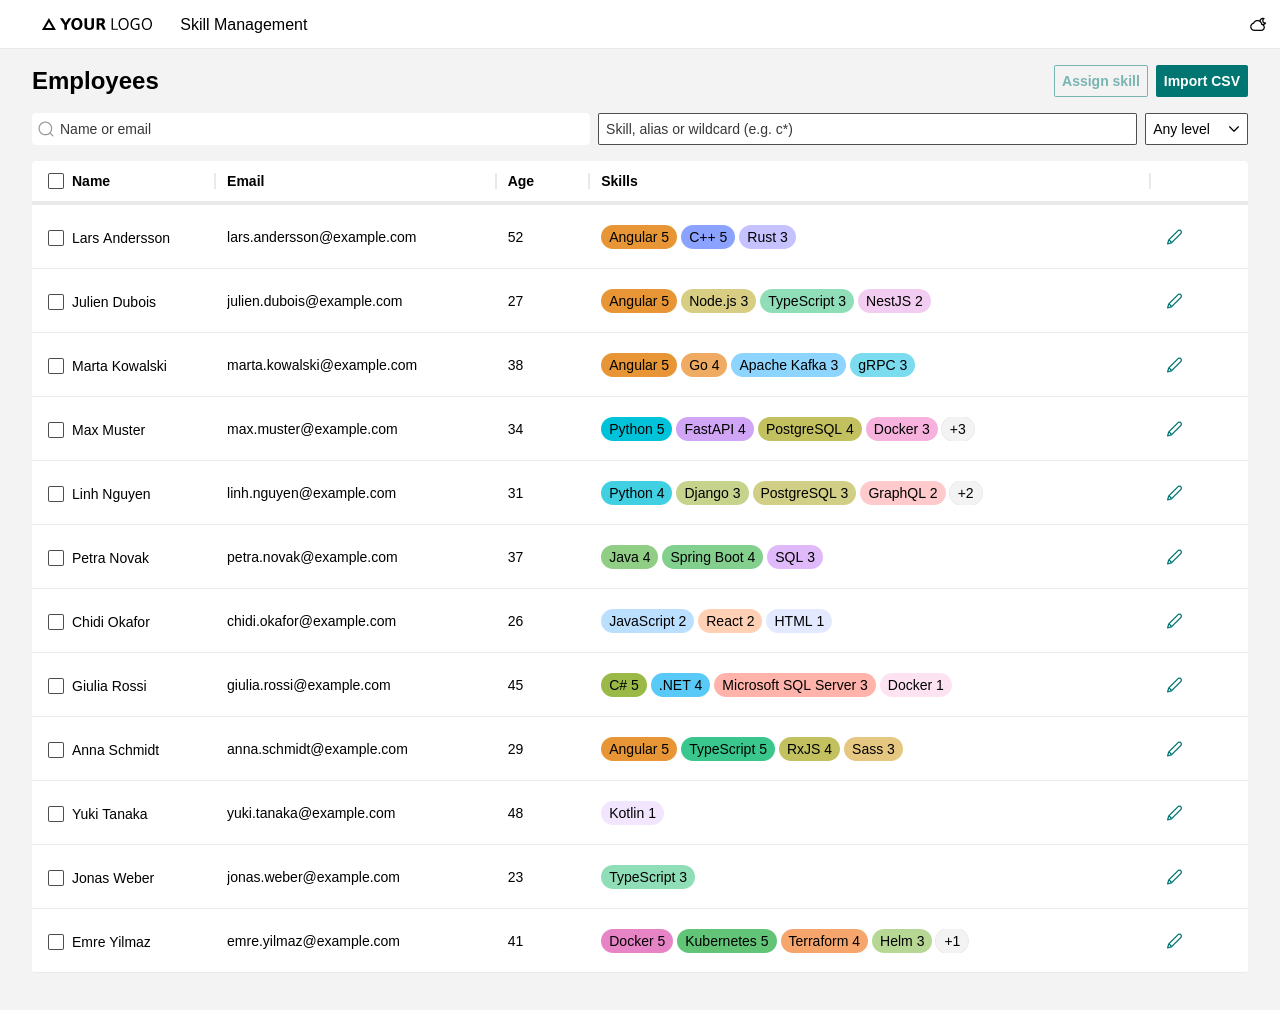 YOUR LOGO Skill Management
Employees Assign skill Import CSV
Name or email Skill, alias or wildcard (e.g. c*) Any level
Name Email Age Skills
Lars Andersson lars.andersson@example.com 52 Angular 5 C++ 5 Rust 3
Julien Dubois julien.dubois@example.com 27 Angular 5 Node.js 3 TypeScript 3 NestJS 2
Marta Kowalski marta.kowalski@example.com 38 Angular 5 Go 4 Apache Kafka 3 gRPC 3
Max Muster max.muster@example.com 34 Python 5 FastAPI 4 PostgreSQL 4 Docker 3 +3
Linh Nguyen linh.nguyen@example.com 31 Python 4 Django 3 PostgreSQL 3 GraphQL 2 +2
Petra Novak petra.novak@example.com 37 Java 4 Spring Boot 4 SQL 3
Chidi Okafor chidi.okafor@example.com 26 JavaScript 2 React 2 HTML 1
Giulia Rossi giulia.rossi@example.com 45 C# 5 .NET 4 Microsoft SQL Server 3 Docker 1
Anna Schmidt anna.schmidt@example.com 29 Angular 5 TypeScript 5 RxJS 4 Sass 3
Yuki Tanaka yuki.tanaka@example.com 48 Kotlin 1
Jonas Weber jonas.weber@example.com 23 TypeScript 3
Emre Yilmaz emre.yilmaz@example.com 41 Docker 5 Kubernetes 5 Terraform 4 Helm 3 +1